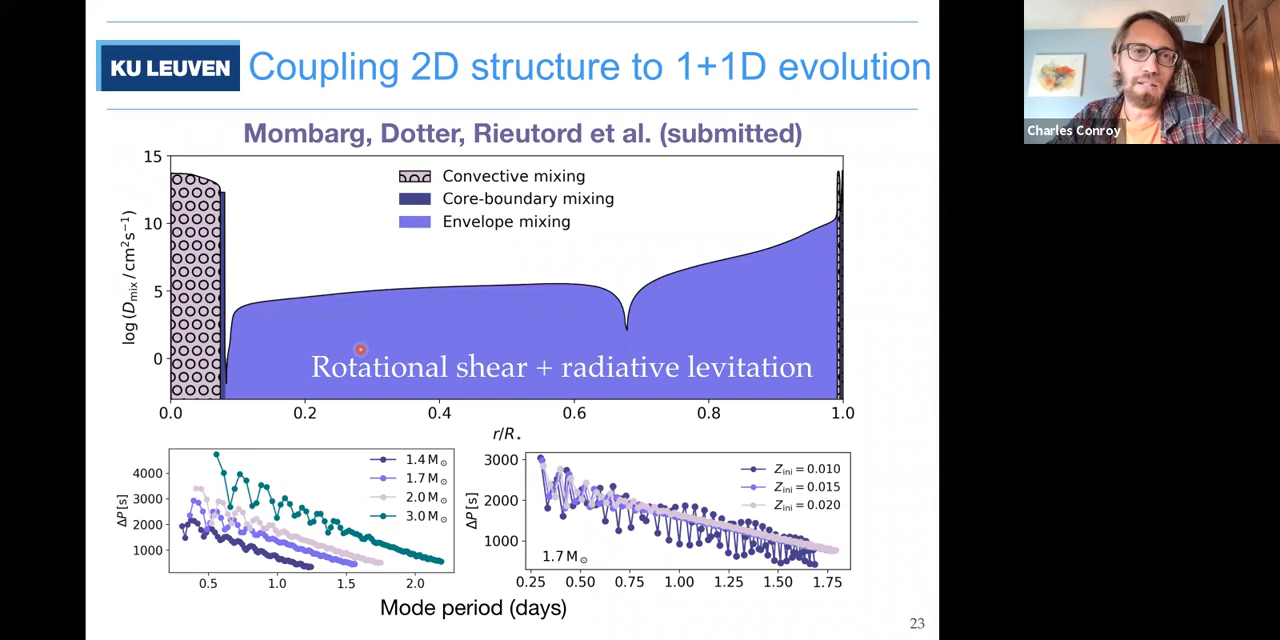 KU LEUVEN Coupling 2D structure to 1+1D evolution
Charles Conroy
Mombarg, Dotter, Rieutord et al. (submitted)
15
10
5
0
log (D_mix / cm² s⁻¹)
Convective mixing
Core-boundary mixing
Envelope mixing
Rotational shear + radiative levitation
0.0 0.2 0.4 0.6 0.8 1.0
r/R⋆
4000
3000
2000
1000
ΔP [s]
1.4 M⊙
1.7 M⊙
2.0 M⊙
3.0 M⊙
0.5 1.0 1.5 2.0
3000
2000
1000
ΔP [s]
Z_ini = 0.010
Z_ini = 0.015
Z_ini = 0.020
1.7 M⊙
0.25 0.50 0.75 1.00 1.25 1.50 1.75
Mode period (days)
23